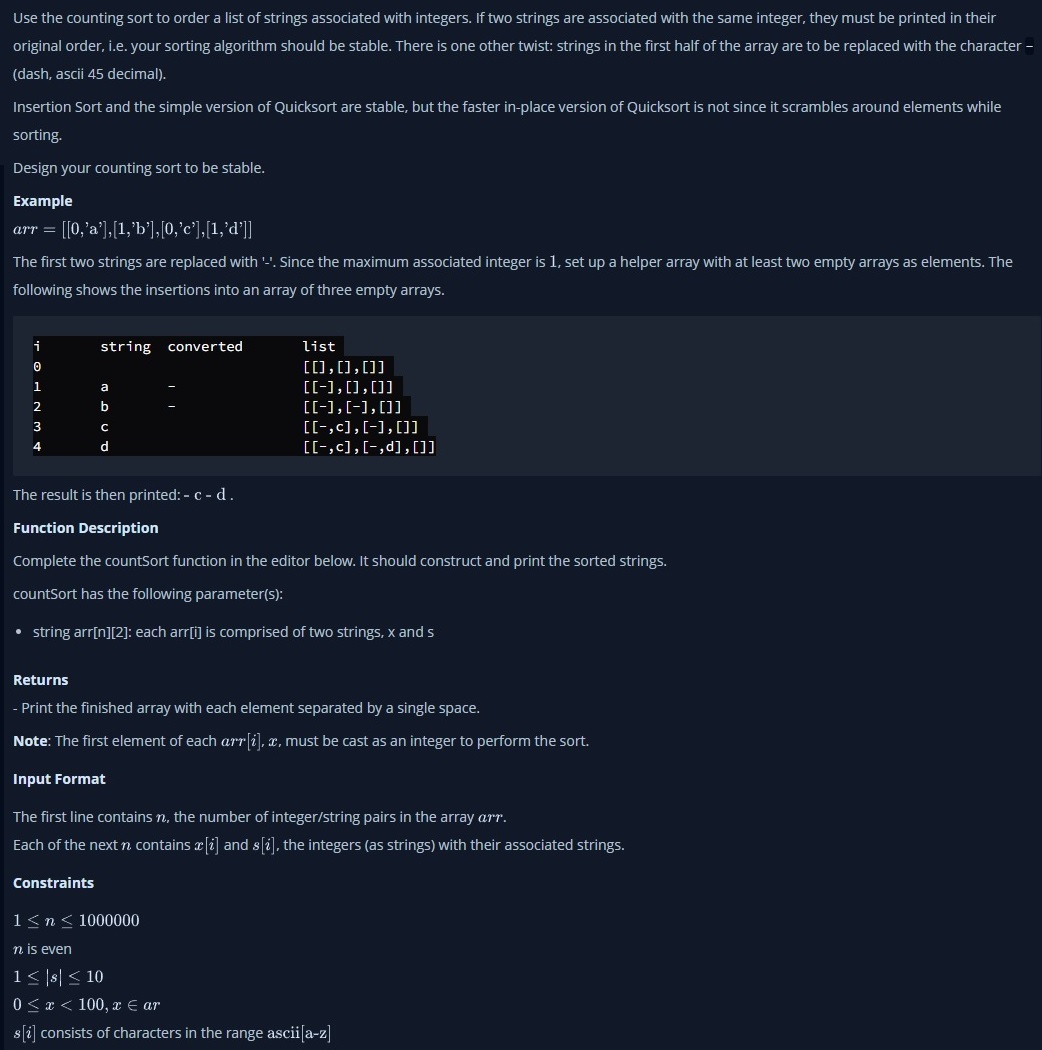 Use the counting sort to order a list of strings associated with integers. If two strings are associated with the same integer, they must be printed in their
original order, i.e. your sorting algorithm should be stable. There is one other twist: strings in the first half of the array are to be replaced with the character -
(dash, ascii 45 decimal).
Insertion Sort and the simple version of Quicksort are stable, but the faster in-place version of Quicksort is not since it scrambles around elements while
sorting.
Design your counting sort to be stable.
Example
arr = [[0,'a'],[1,'b'],[0,'c'],[1,'d']]
The first two strings are replaced with '-'. Since the maximum associated integer is 1, set up a helper array with at least two empty arrays as elements. The
following shows the insertions into an array of three empty arrays.
i string converted list
0 [[],[],[]]
1 a - [[-],[],[]]
2 b - [[-],[-],[]]
3 c [[-,c],[-],[]]
4 d [[-,c],[-,d],[]]
The result is then printed: - c - d .
Function Description
Complete the countSort function in the editor below. It should construct and print the sorted strings.
countSort has the following parameter(s):
• string arr[n][2]: each arr[i] is comprised of two strings, x and s
Returns
- Print the finished array with each element separated by a single space.
Note: The first element of each arr[i], x, must be cast as an integer to perform the sort.
Input Format
The first line contains n, the number of integer/string pairs in the array arr.
Each of the next n contains x[i] and s[i], the integers (as strings) with their associated strings.
Constraints
1 ≤ n ≤ 1000000
n is even
1 ≤ |s| ≤ 10
0 ≤ x < 100, x ∈ ar
s[i] consists of characters in the range ascii[a-z]